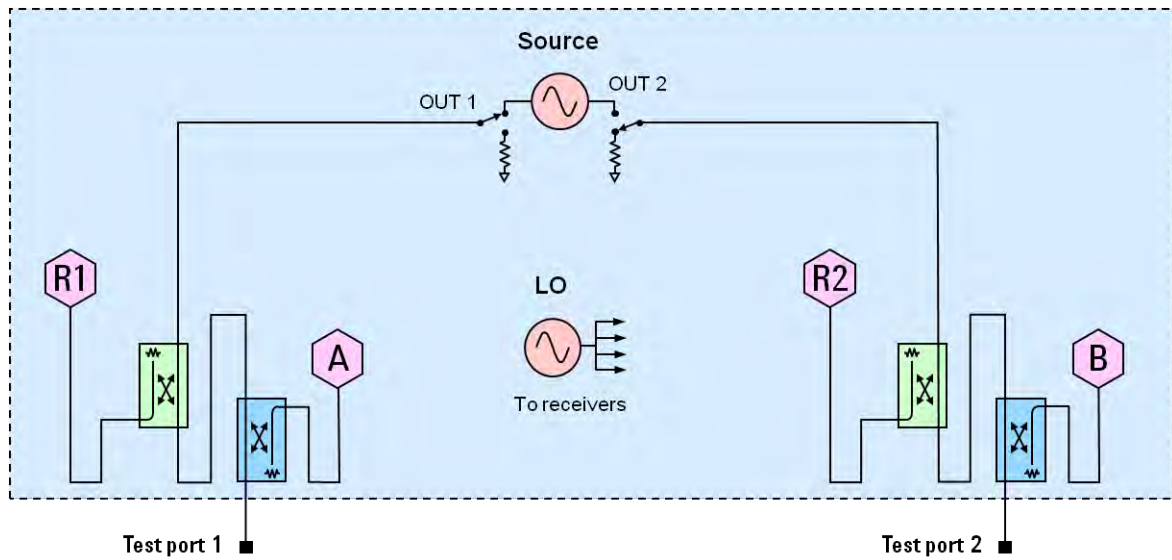 Source
OUT 1
OUT 2
R1
R2
LO
A
B
To receivers
Test port 1
Test port 2